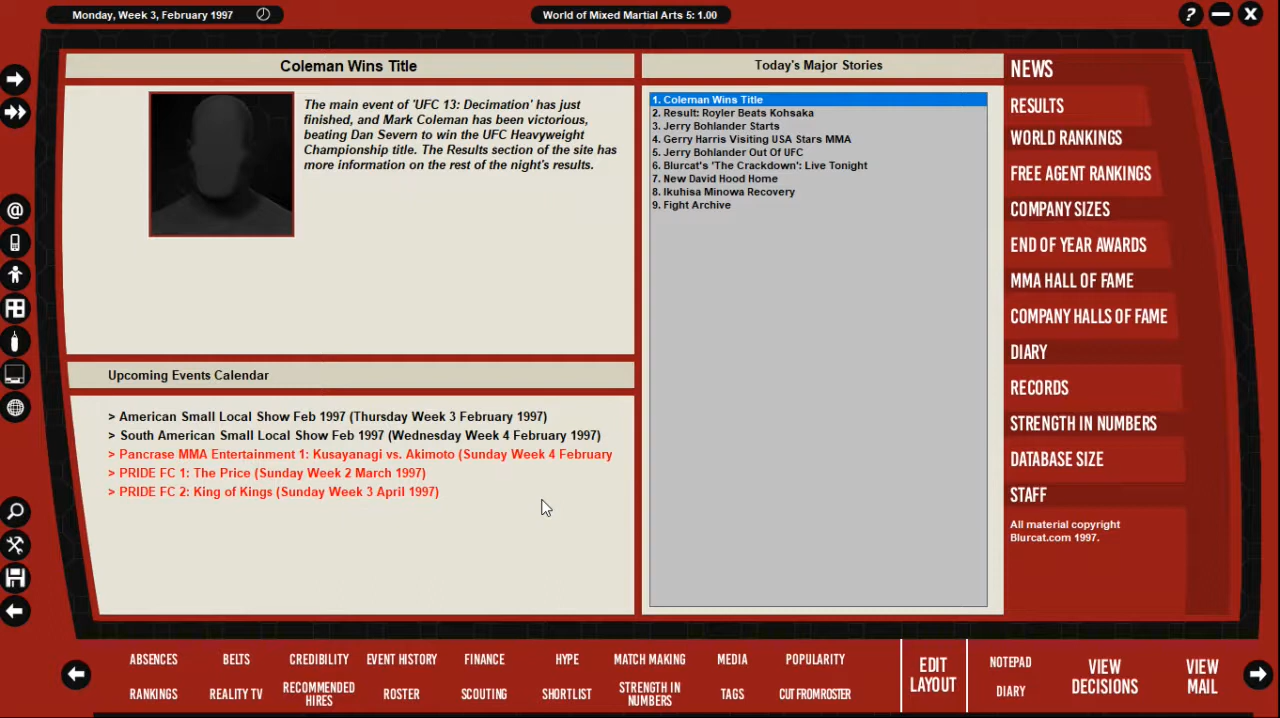 Monday, Week 3, February 1997
World of Mixed Martial Arts 5: 1.00
?
X
Coleman Wins Title
The main event of 'UFC 13: Decimation' has just
finished, and Mark Coleman has been victorious,
beating Dan Severn to win the UFC Heavyweight
Championship title. The Results section of the site has
more information on the rest of the night's results.
Upcoming Events Calendar
> American Small Local Show Feb 1997 (Thursday Week 3 February 1997)
> South American Small Local Show Feb 1997 (Wednesday Week 4 February 1997)
> Pancrase MMA Entertainment 1: Kusayanagi vs. Akimoto (Sunday Week 4 February
> PRIDE FC 1: The Price (Sunday Week 2 March 1997)
> PRIDE FC 2: King of Kings (Sunday Week 3 April 1997)
Today's Major Stories
1. Coleman Wins Title
2. Result: Royler Beats Kohsaka
3. Jerry Bohlander Starts
4. Gerry Harris Visiting USA Stars MMA
5. Jerry Bohlander Out Of UFC
6. Blurcat's 'The Crackdown': Live Tonight
7. New David Hood Home
8. Ikuhisa Minowa Recovery
9. Fight Archive
NEWS
RESULTS
WORLD RANKINGS
FREE AGENT RANKINGS
COMPANY SIZES
END OF YEAR AWARDS
MMA HALL OF FAME
COMPANY HALLS OF FAME
DIARY
RECORDS
STRENGTH IN NUMBERS
DATABASE SIZE
STAFF
All material copyright
Blurcat.com 1997.
@
ABSENCES
BELTS
CREDIBILITY
EVENT HISTORY
FINANCE
HYPE
MATCH MAKING
MEDIA
POPULARITY
RANKINGS
REALITY TV
RECOMMENDED
HIRES
ROSTER
SCOUTING
SHORTLIST
STRENGTH IN
NUMBERS
TAGS
CUT FROM ROSTER
EDIT
LAYOUT
NOTEPAD
DIARY
VIEW
DECISIONS
VIEW
MAIL